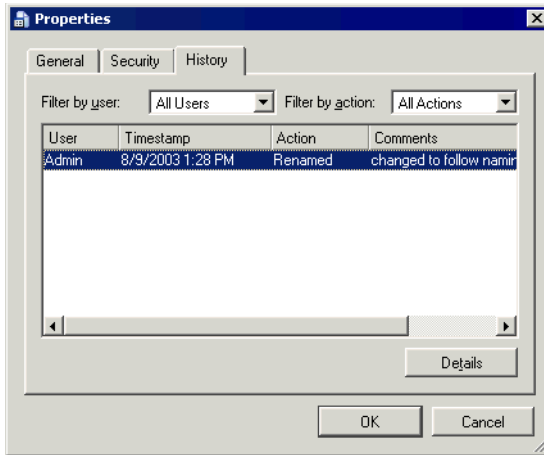 Properties
General Security History
Filter by user: All Users Filter by action: All Actions
User Timestamp Action Comments
Admin 8/9/2003 1:28 PM Renamed changed to follow namin
Details
OK Cancel